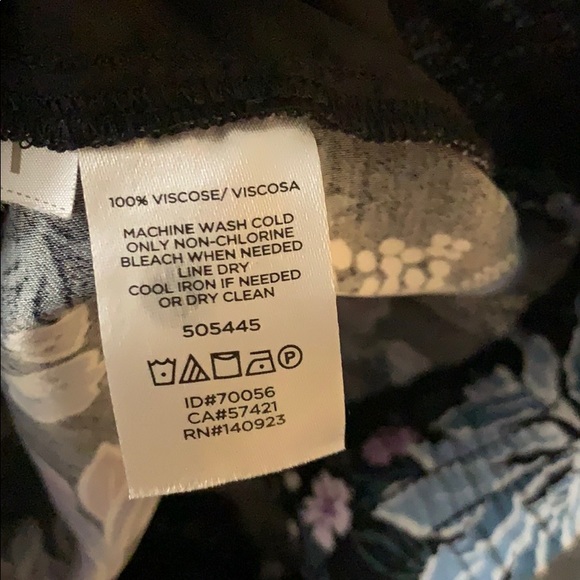 100% VISCOSE/ VISCOSA
MACHINE WASH COLD
ONLY NON-CHLORINE
BLEACH WHEN NEEDED
LINE DRY
COOL IRON IF NEEDED
OR DRY CLEAN
505445
P
ID#70056
CA#57421
RN#140923